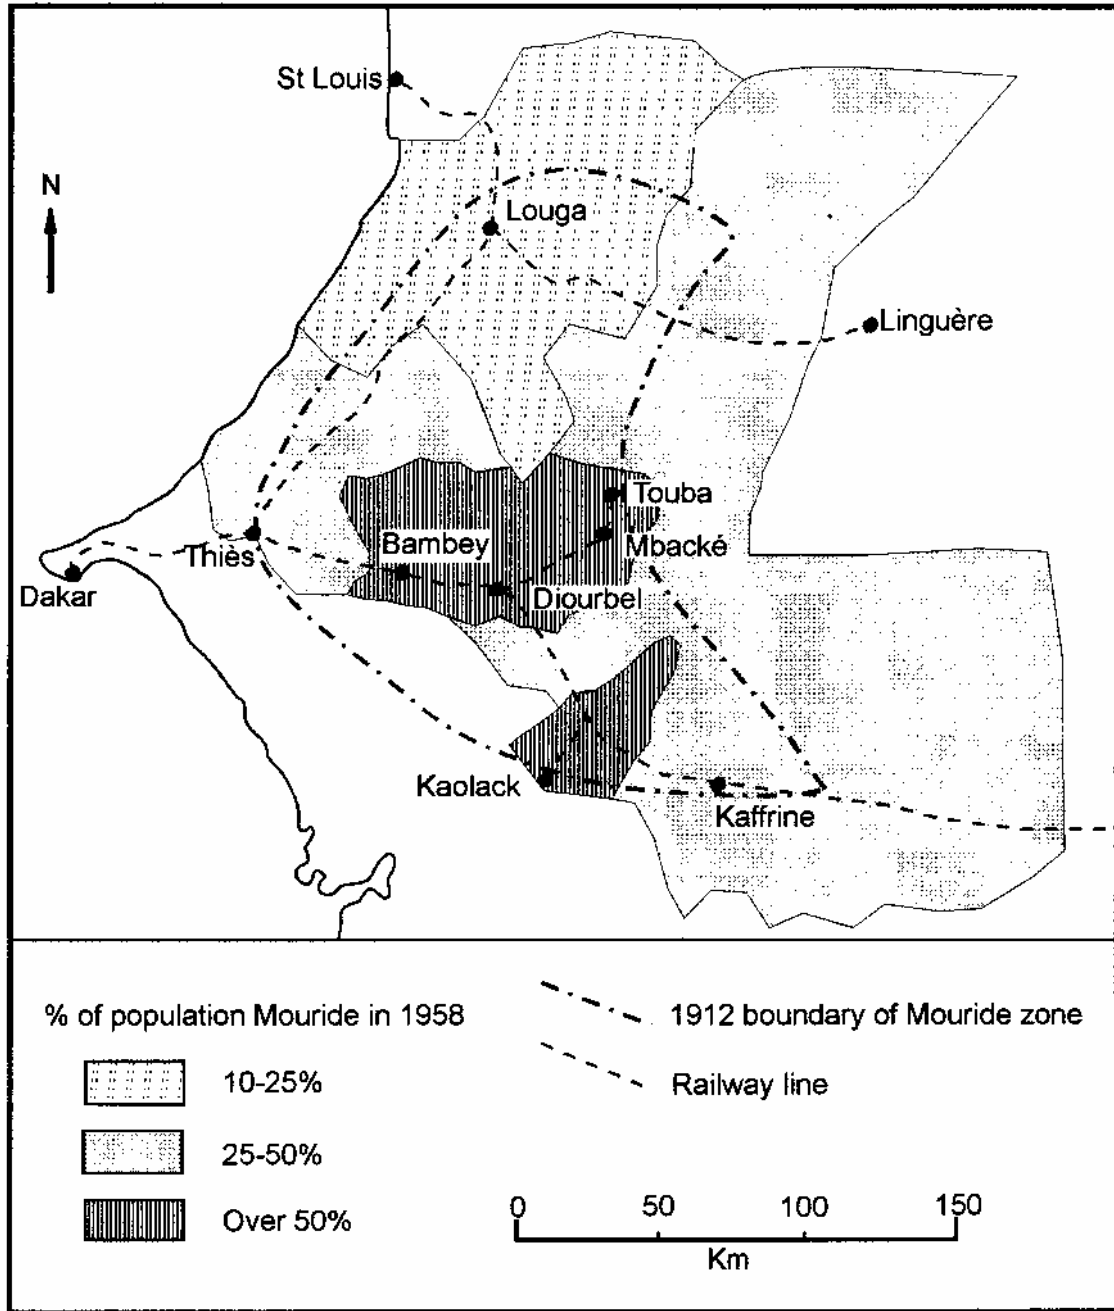 St Louis
N
Louga
Linguère
Touba
Bambey
Mbacké
Thiès
Dakar
Diourbel
Kaolack
Kaffrine
% of population Mouride in 1958
10-25%
25-50%
Over 50%
1912 boundary of Mouride zone
Railway line
0 50 100 150
Km